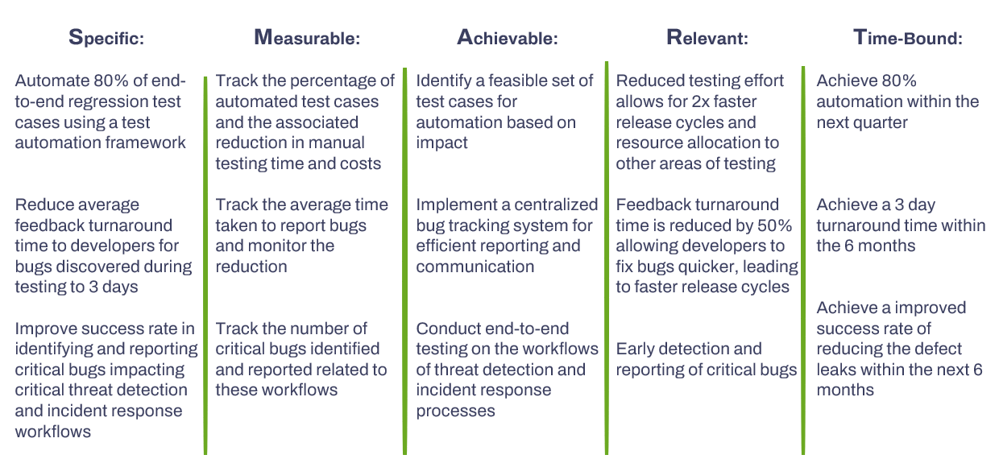 Specific:
Automate 80% of end-
to-end regression test
cases using a test
automation framework
Reduce average
feedback turnaround
time to developers for
bugs discovered during
testing to 3 days
Improve success rate in
identifying and reporting
critical bugs impacting
critical threat detection
and incident response
workflows
Measurable:
Track the percentage of
automated test cases
and the associated
reduction in manual
testing time and costs
Track the average time
taken to report bugs
and monitor the
reduction
Track the number of
critical bugs identified
and reported related to
these workflows
Achievable:
Identify a feasible set of
test cases for
automation based on
impact
Implement a centralized
bug tracking system for
efficient reporting and
communication
Conduct end-to-end
testing on the workflows
of threat detection and
incident response
processes
Relevant:
Reduced testing effort
allows for 2x faster
release cycles and
resource allocation to
other areas of testing
Feedback turnaround
time is reduced by 50%
allowing developers to
fix bugs quicker, leading
to faster release cycles
Early detection and
reporting of critical bugs
Time-Bound:
Achieve 80%
automation within the
next quarter
Achieve a 3 day
turnaround time within
the 6 months
Achieve a improved
success rate of
reducing the defect
leaks within the next 6
months